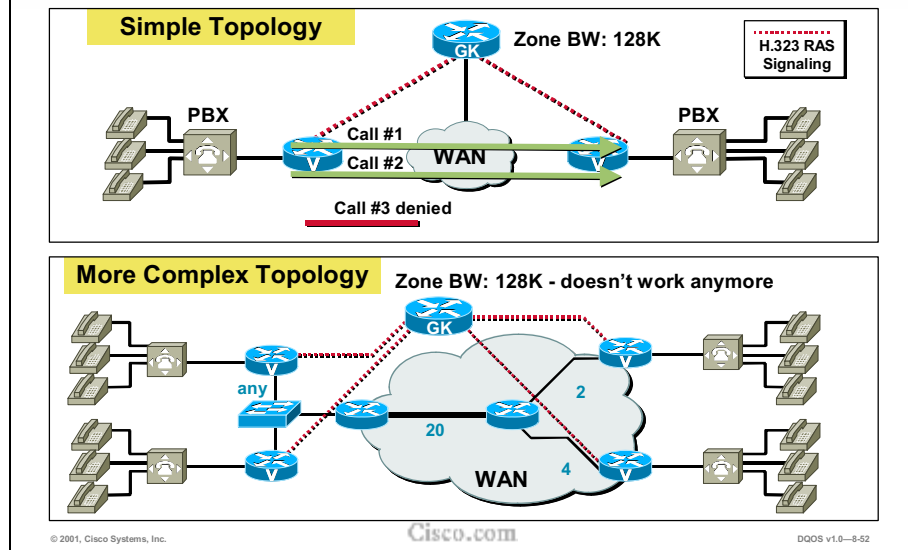 Simple Topology
GK
Zone BW: 128K
H.323 RAS
Signaling
PBX
PBX
Call #1
V
WAN
V
Call #2
Call #3 denied
More Complex Topology
Zone BW: 128K - doesn’t work anymore
GK
V
V
any
2
20
4
V
WAN
V
© 2001, Cisco Systems, Inc.
Cisco.com
DQOS v1.0—8-52